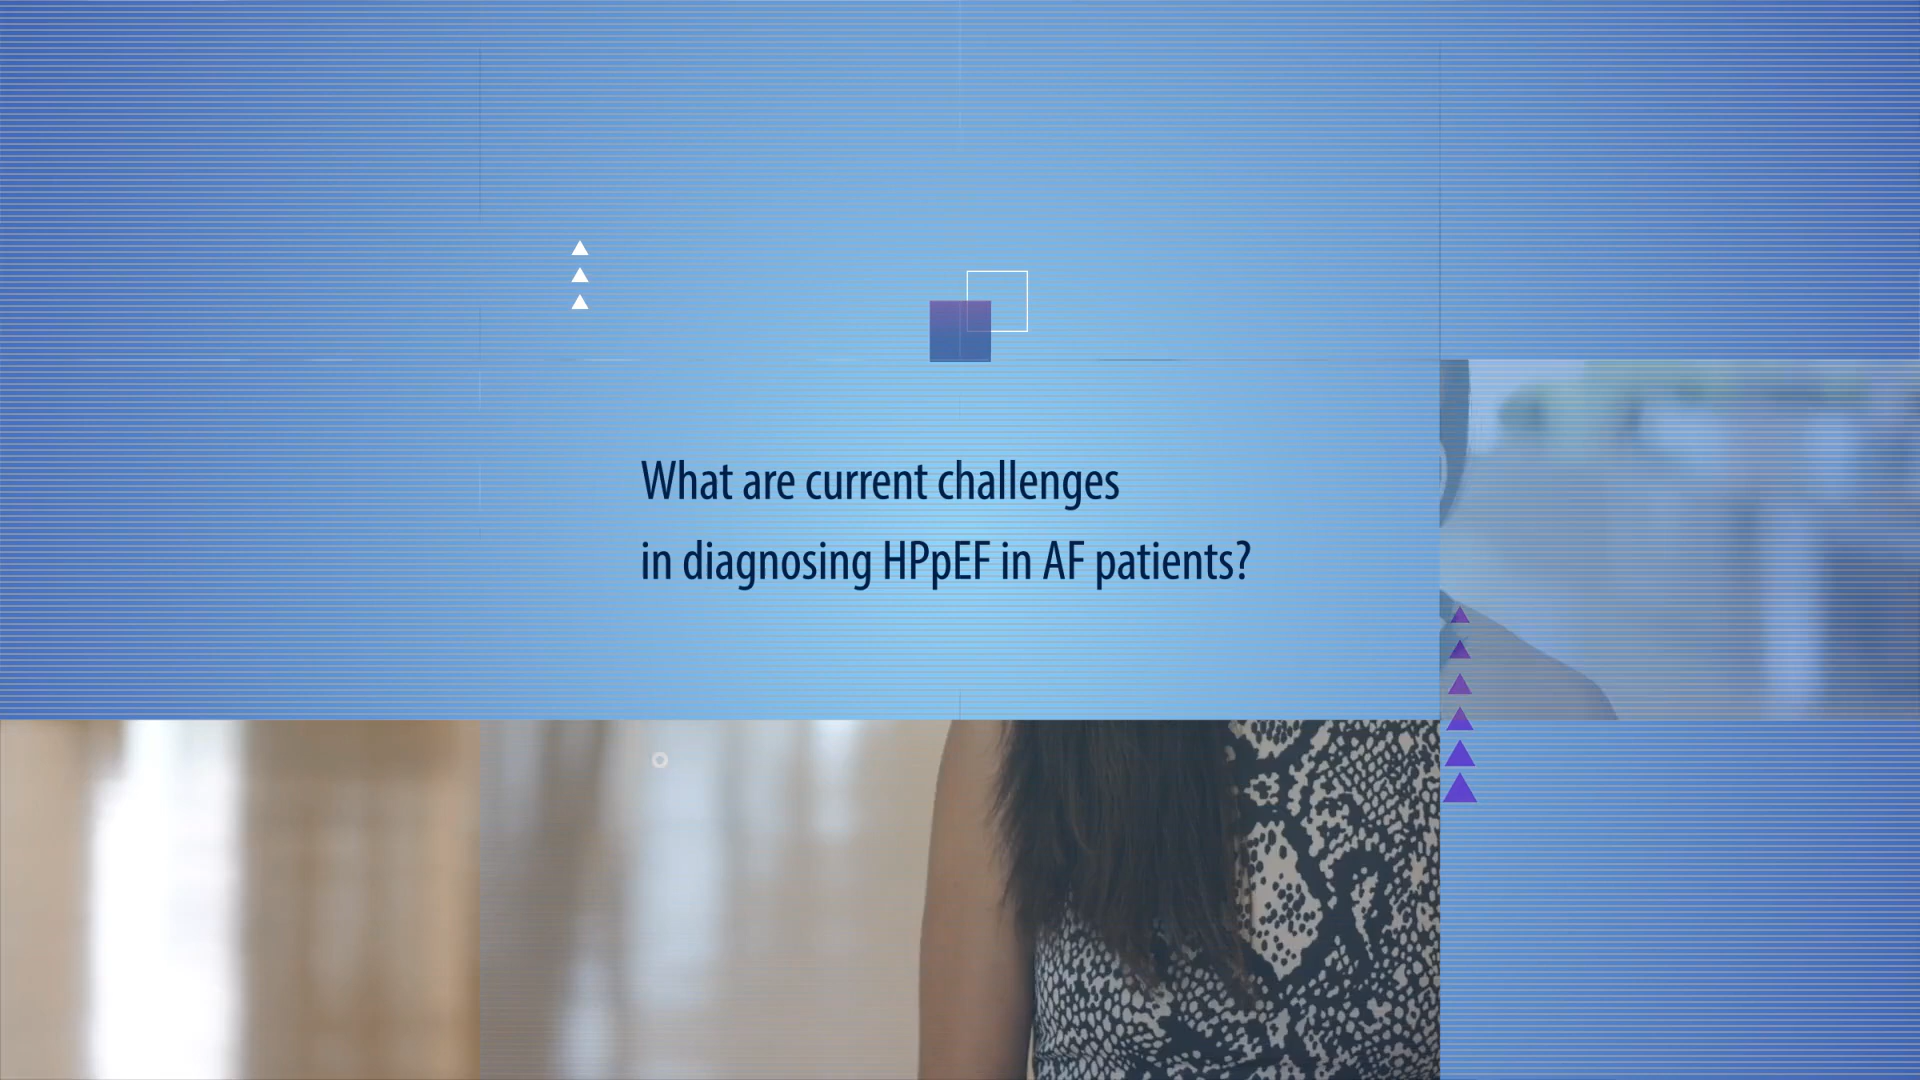 What are current challenges
in diagnosing HPpEF in AF patients?